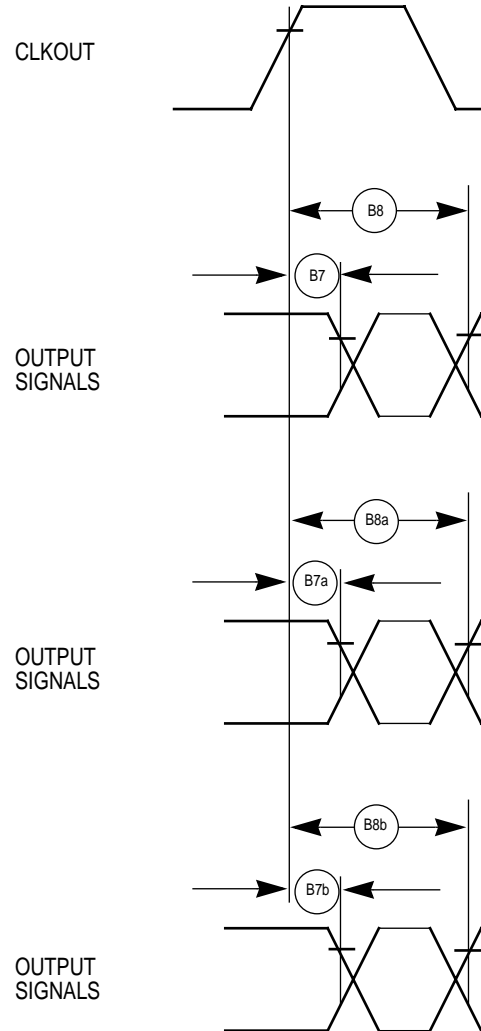 CLKOUT
B8
B7
OUTPUT
SIGNALS
B8a
B7a
OUTPUT
SIGNALS
B8b
B7b
OUTPUT
SIGNALS